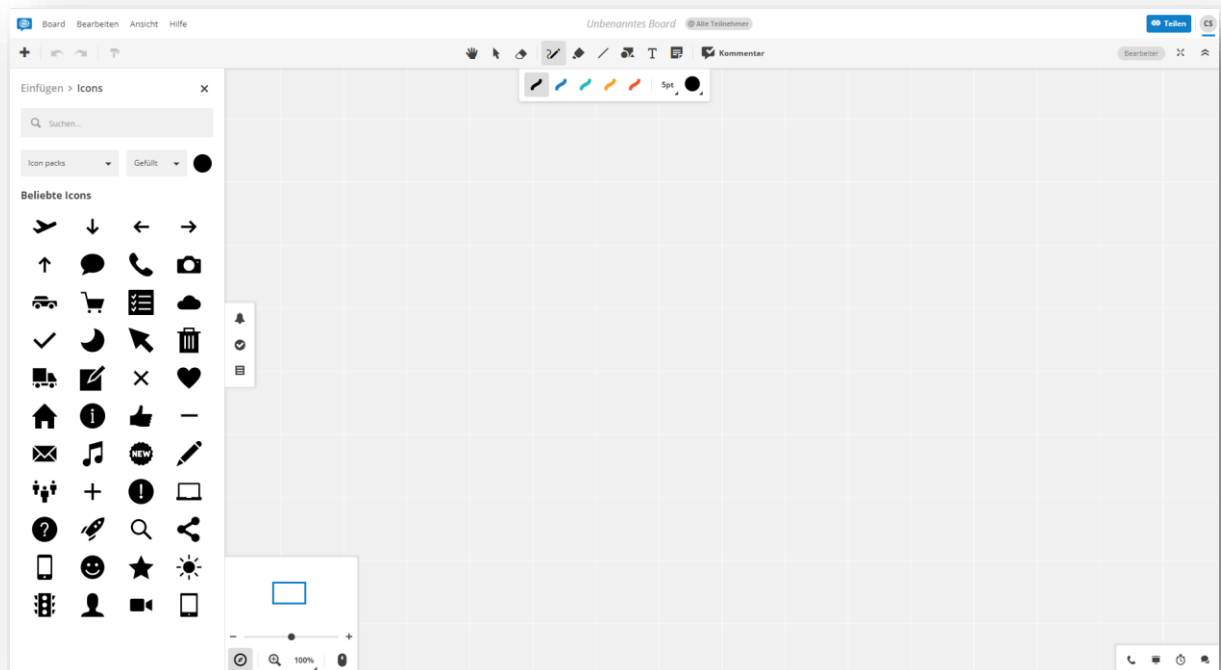 Board Bearbeiten Ansicht Hilfe Unbenanntes Board @ Alle Teilnehmer Teilen CS
Kommentar Bearbeiter
Einfügen > Icons
5pt
Suchen...
Icon packs Gefüllt
Beliebte Icons
NEW
100%